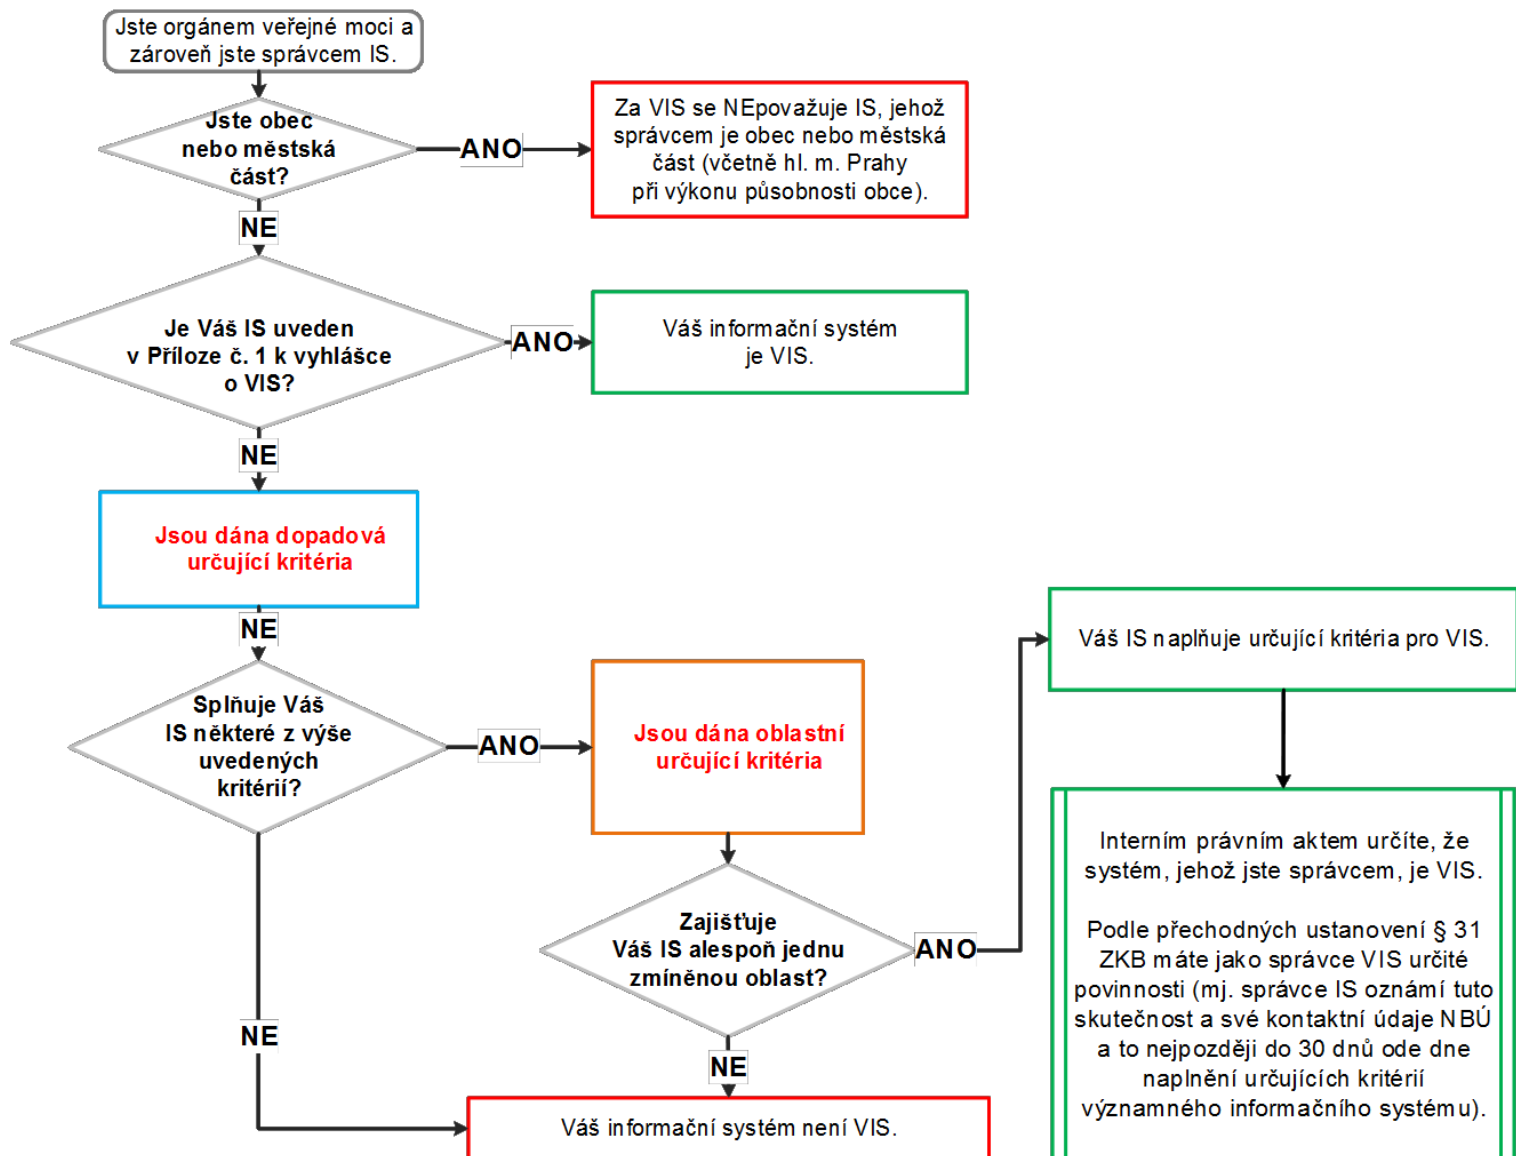 Jste orgánem veřejné moci a
zároveň jste správcem IS.
Jste obec
nebo městská
část?
ANO
Za VIS se NEpovažuje IS, jehož
správcem je obec nebo městská
část (včetně hl. m. Prahy
při výkonu působnosti obce).
NE
Je Váš IS uveden
v Příloze č. 1 k vyhlášce
o VIS?
ANO
Váš informační systém
je VIS.
NE
Jsou dána dopadová
určující kritéria
NE
Splňuje Váš
IS některé z výše
uvedených
kritérií?
ANO
Jsou dána oblastní
určující kritéria
Zajišťuje
Váš IS alespoň jednu
zmíněnou oblast?
ANO
Váš IS naplňuje určující kritéria pro VIS.
Interním právním aktem určíte, že
systém, jehož jste správcem, je VIS.
Podle přechodných ustanovení § 31
ZKB máte jako správce VIS určité
povinnosti (mj. správce IS oznámí tuto
skutečnost a své kontaktní údaje NBÚ
a to nejpozději do 30 dnů ode dne
naplnění určujících kritérií
významného informačního systému).
NE
NE
Váš informační systém není VIS.